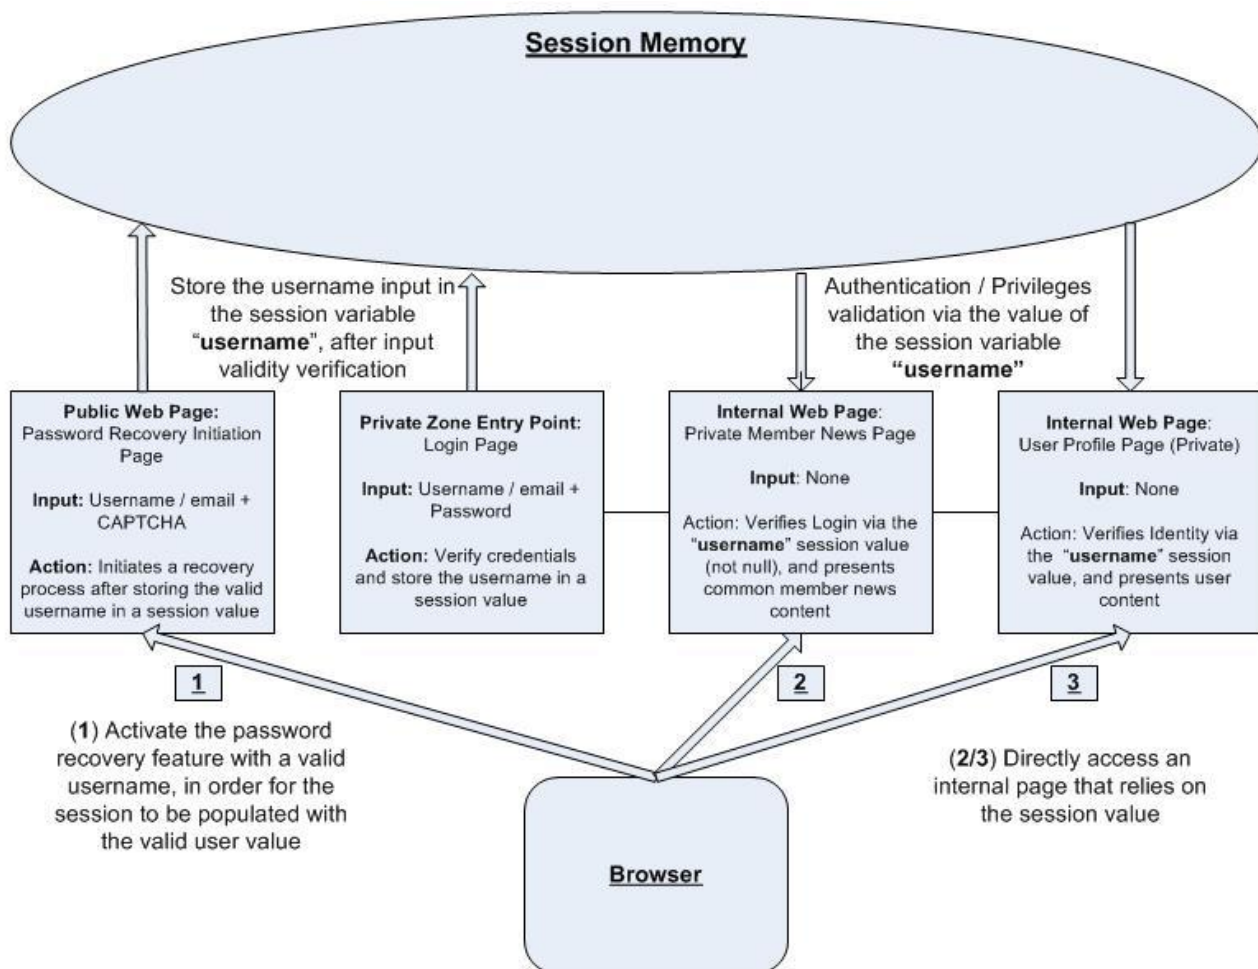 Session Memory
Store the username input in
the session variable
“username”, after input
validity verification
Authentication / Privileges
validation via the value of
the session variable
“username”
Public Web Page:
Password Recovery Initiation
Page
Input: Username / email +
CAPTCHA
Action: Initiates a recovery
process after storing the valid
username in a session value
Private Zone Entry Point:
Login Page
Input: Username / email +
Password
Action: Verify credentials
and store the username in a
session value
Internal Web Page:
Private Member News Page
Input: None
Action: Verifies Login via the
“username” session value
(not null), and presents
common member news
content
Internal Web Page:
User Profile Page (Private)
Input: None
Action: Verifies Identity via
the “username” session
value, and presents user
content
1
2
3
(1) Activate the password
recovery feature with a valid
username, in order for the
session to be populated with
the valid user value
(2/3) Directly access an
internal page that relies on
the session value
Browser